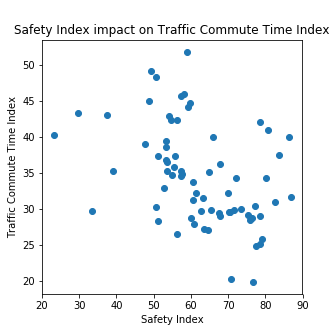 Safety Index impact on Traffic Commute Time Index
Traffic Commute Time Index
50
45
40
35
30
25
20
20 30 40 50 60 70 80 90
Safety Index